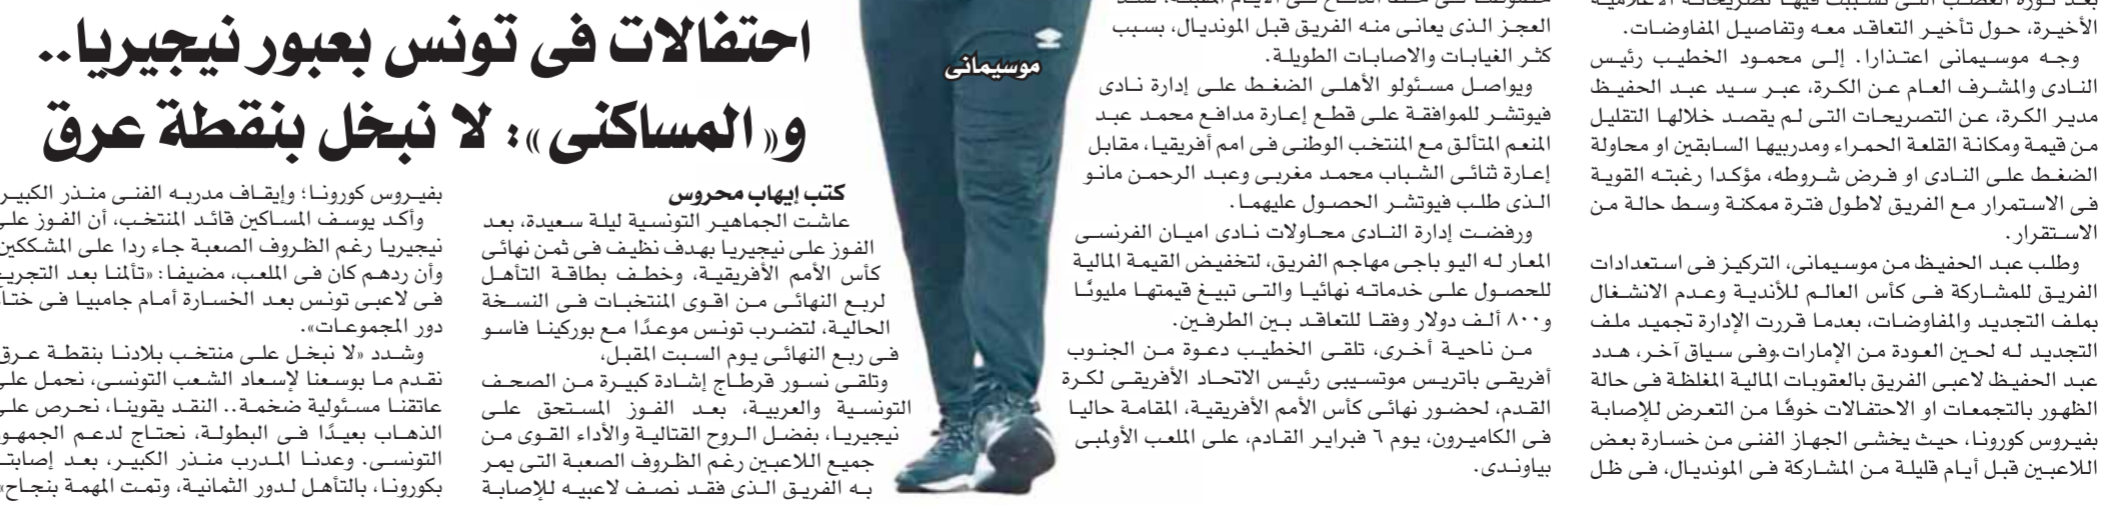 الأخيرة، حول تأخير التعاقد معه وتفاصيل المفاوضات.
وجه موسيمانى اعتذارا. إلى محمود الخطيب رئيس
النادى والمشرف العام عن الكرة، عبر سيد عبد الحفيظ
مدير الكرة، عن التصريحات التى لم يقصد خلالها التقليل
من قيمة ومكانة القلعة الحمراء ومدربيها السابقين او محاولة
الضغط على النادى او فرض شروطه، مؤكدا رغبته القوية
فى الاستمرار مع الفريق لاطول فترة ممكنة وسط حالة من
الاستقرار.
وطلب عبد الحفيظ من موسيمانى، التركيز فى استعدادات
الفريق للمشاركة فى كأس العالم للأندية وعدم الانشغال
بملف التجديد والمفاوضات، بعدما قررت الإدارة تجميد ملف
التجديد له لحين العودة من الإمارات.وفى سياق آخر، هدد
عبد الحفيظ لاعبى الفريق بالعقوبات المالية المغلظة فى حالة
الظهور بالتجمعات او الاحتفالات خوفًا من التعرض للإصابة
بفيروس كورونا، حيث يخشى الجهاز الفنى من خسارة بعض
اللاعبين قبل أيام قليلة من المشاركة فى المونديال، فى ظل
العجز الذى يعانى منه الفريق قبل المونديال، بسبب
كثر الغيابات والاصابات الطويلة.
ويواصل مسئولو الأهلى الضغط على إدارة نادى
فيوتشر للموافقة على قطع إعارة مدافع محمد عبد
المنعم المتألق مع المنتخب الوطنى فى امم أفريقيا، مقابل
إعارة ثنائى الشباب محمد مغربى وعبد الرحمن مانو
الذى طلب فيوتشر الحصول عليهما.
ورفضت إدارة النادى محاولات نادى اميان الفرنسى
المعار له اليو باجى مهاجم الفريق، لتخفيض القيمة المالية
للحصول على خدماته نهائيا والتى تبيغ قيمتها مليونًا
و٨٠٠ ألف دولار وفقا للتعاقد بين الطرفين.
من ناحية أخرى، تلقى الخطيب دعوة من الجنوب
أفريقى باتريس موتسيبى رئيس الاتحاد الأفريقى لكرة
القدم، لحضور نهائى كأس الأمم الأفريقية، المقامة حاليا
فى الكاميرون، يوم ٦ فبراير القادم، على الملعب الأولمبى
بياوندى.
موسيمانى
احتفالات فى تونس بعبور نيجيريا..
و«المساكنى»: لا نبخل بنقطة عرق
كتب إيهاب محروس
عاشت الجماهير التونسية ليلة سعيدة، بعد
الفوز على نيجيريا بهدف نظيف فى ثمن نهائى
كأس الأمم الأفريقية، وخطف بطاقة التأهل
لربع النهائى من اقوى المنتخبات فى النسخة
الحالية، لتضرب تونس موعدًا مع بوركينا فاسو
فى ربع النهائى يوم السبت المقبل،
وتلقى نسور قرطاج إشادة كبيرة من الصحف
التونسية والعربية، بعد الفوز المستحق على
نيجيريا، بفضل الروح القتالية والأداء القوى من
جميع اللاعبين رغم الظروف الصعبة التى يمر
به الفريق الذى فقد نصف لاعبيه للإصابة
بفيروس كورونا؛ وإيقاف مدربه الفنى منذر الكبير
وأكد يوسف المساكين قائد المنتخب، أن الفوز على
نيجيريا رغم الظروف الصعبة جاء ردا على المشككين
وأن ردهم كان فى الملعب، مضيفا: «تألمنا بعد التجريح
فى لاعبى تونس بعد الخسارة أمام جامبيا فى ختام
دور المجموعات».
وشدد «لا نبخل على منتخب بلادنا بنقطة عرق
نقدم ما بوسعنا لإسعاد الشعب التونسى، نحمل على
عاتقنا مسئولية ضخمة.. النقد يقوينا، نحرص على
الذهاب بعيدًا فى البطولة، نحتاج لدعم الجمهور
التونسى. وعدنا المدرب منذر الكبير، بعد إصابته
بكورونا، بالتأهل لدور الثمانية، وتمت المهمة بنجاح»